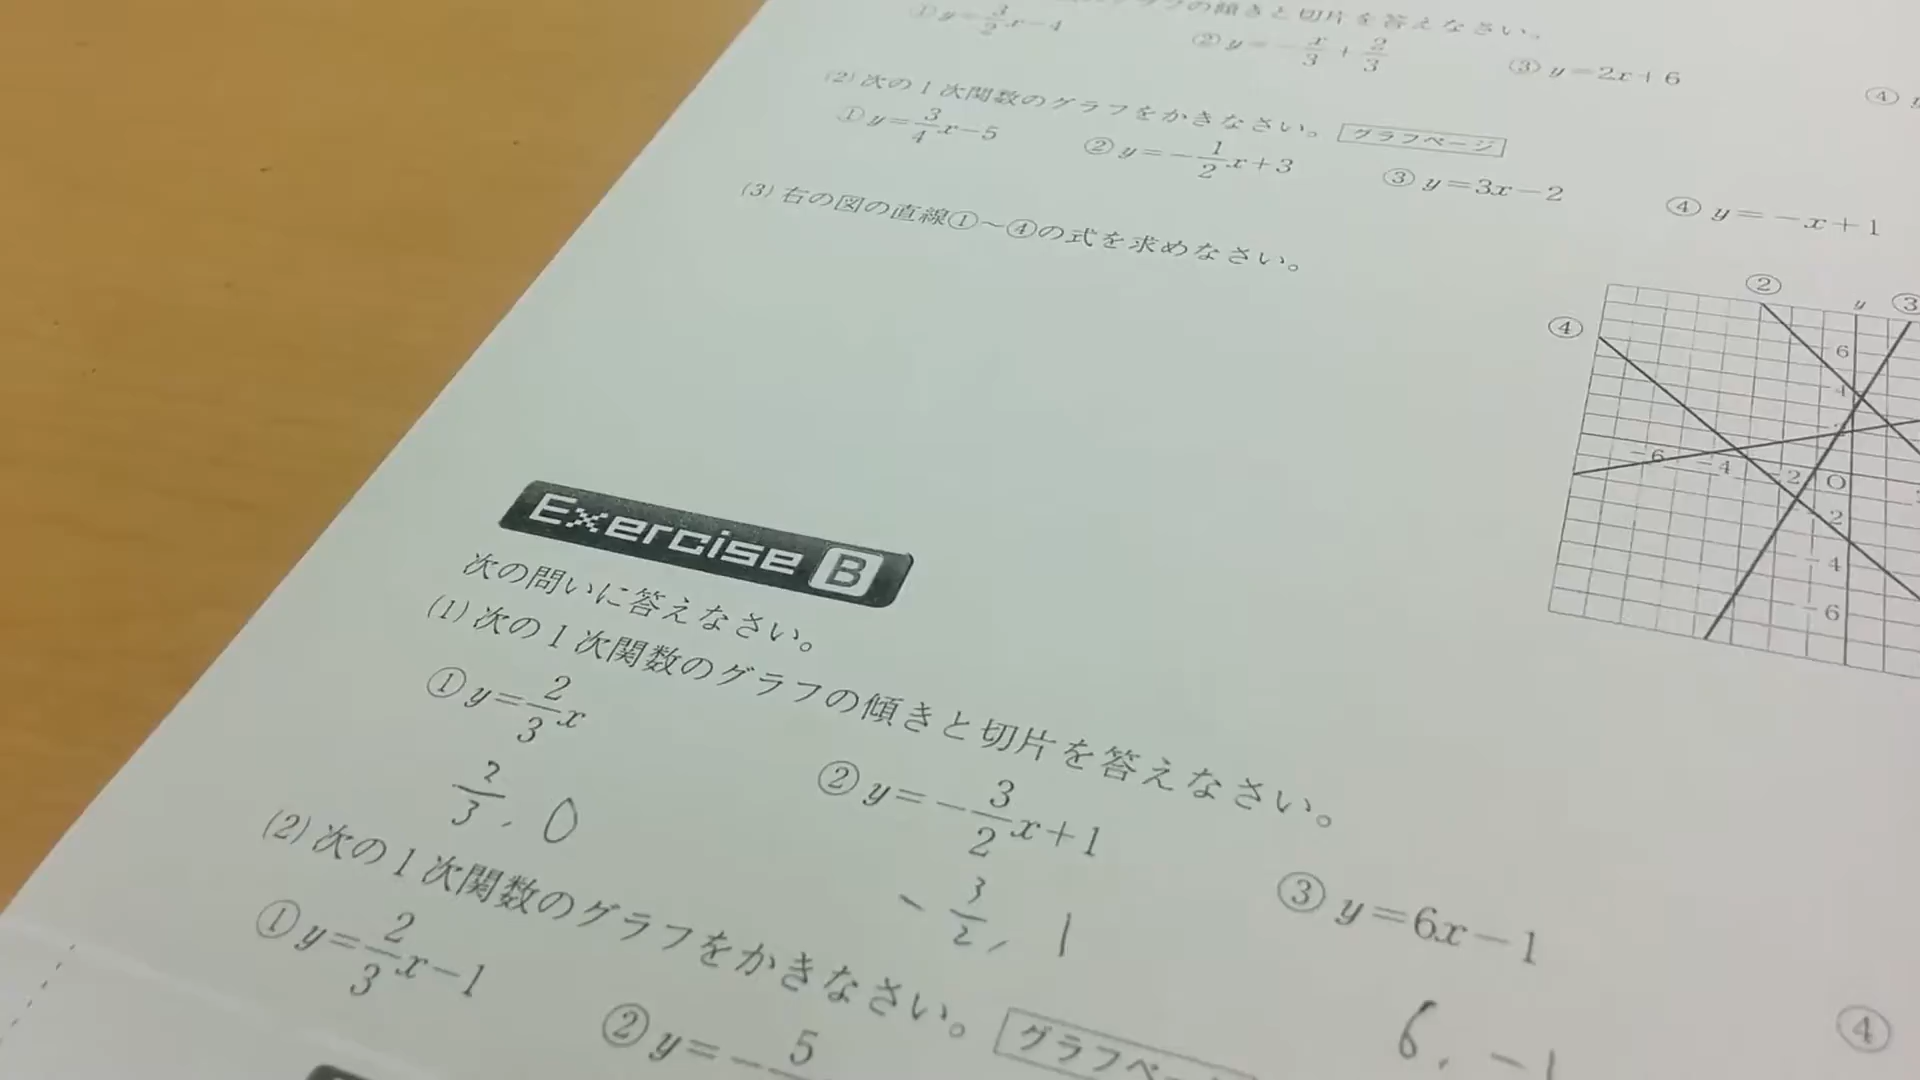 グラフの傾きと切片を答えなさい。
① y=3/2x-4 ② y=-x/3+2/3 ③ y=2x+6 ④
(2) 次の1次関数のグラフをかきなさい。 グラフページ
① y=3/4x-5 ② y=-1/2x+3 ③ y=3x-2 ④ y=-x+1
(3) 右の図の直線①~④の式を求めなさい。
② y ③
④
6
4
-6 -4 -2 O
-2
-4
-6
Exercise B
次の問いに答えなさい。
(1) 次の1次関数のグラフの傾きと切片を答えなさい。
① y=2/3x ② y=-3/2x+1 ③ y=6x-1 ④
2/3, 0 -3/2, 1 6, -1
(2) 次の1次関数のグラフをかきなさい。 グラフペー
① y=2/3x-1 ② y=-5